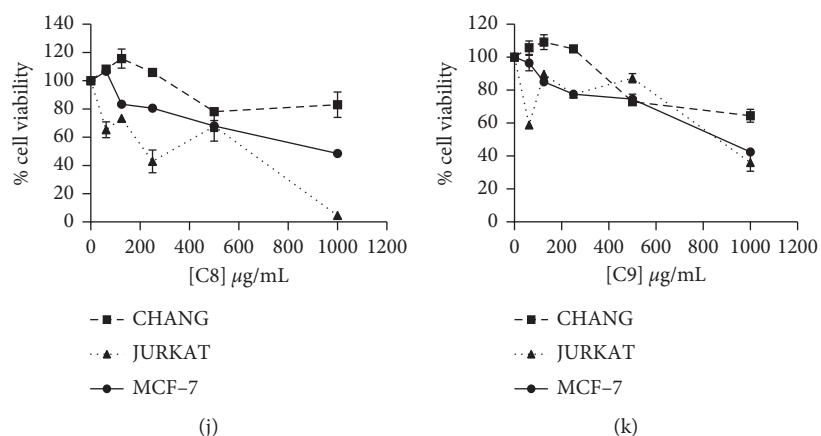 140
120
100
80
60
40
20
0
% cell viability
0 200 400 600 800 1000 1200
[C8] μg/mL
CHANG
JURKAT
MCF–7
(j)
120
100
80
60
40
20
0
% cell viability
0 200 400 600 800 1000 1200
[C9] μg/mL
CHANG
JURKAT
MCF–7
(k)